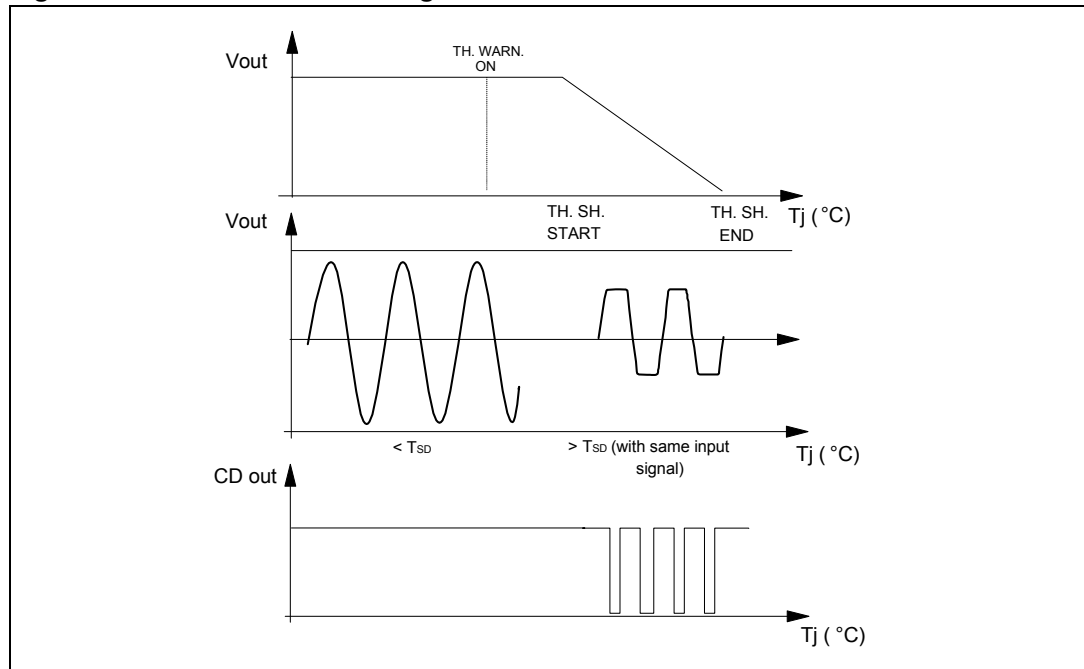 Vout
TH. WARN.
ON
TH. SH.
START
TH. SH.
END
Tj ( °C)
Vout
< TSD
> TSD (with same input
signal)
Tj ( °C)
CD out
Tj ( °C)